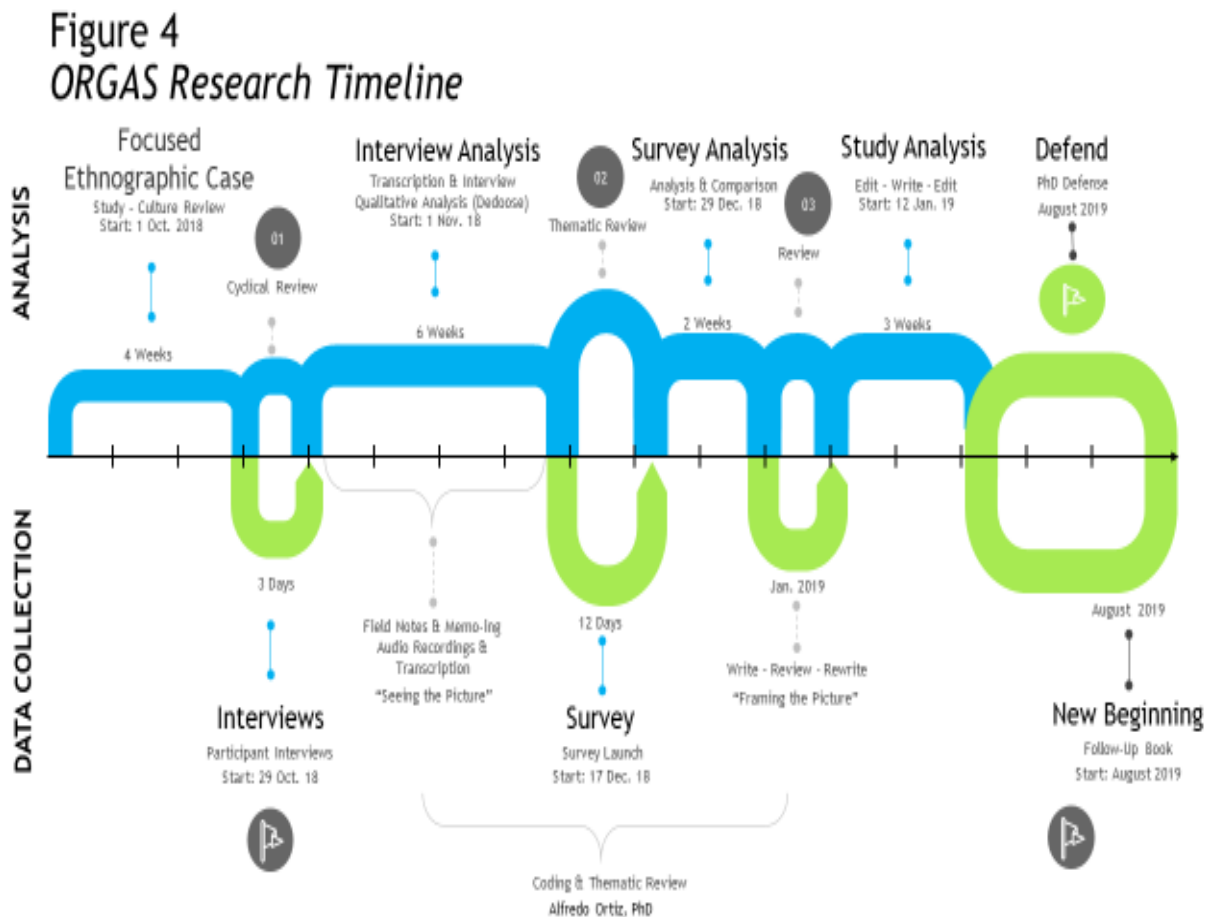 Figure 4
ORGAS Research Timeline
ANALYSIS
Focused
Ethnographic Case
Study - Culture Review
Start: 1 Oct. 2018
4 Weeks
01
Cyclical Review
Interview Analysis
Transcription & Interview
Qualitative Analysis (Dedoose)
Start: 1 Nov. 18
6 Weeks
02
Thematic Review
Survey Analysis
Analysis & Comparison
Start: 29 Dec. 18
2 Weeks
03
Review
Study Analysis
Edit - Write - Edit
Start: 12 Jan. 19
3 Weeks
Defend
PhD Defense
August 2019
DATA COLLECTION
3 Days
Interviews
Participant Interviews
Start: 29 Oct. 18
Field Notes & Memo-ing
Audio Recordings &
Transcription
"Seeing the Picture"
12 Days
Survey
Survey Launch
Start: 17 Dec. 18
Jan. 2019
Write - Review - Rewrite
"Framing the Picture"
August 2019
New Beginning
Follow-Up Book
Start: August 2019
Coding & Thematic Review
Alfredo Ortiz, PhD